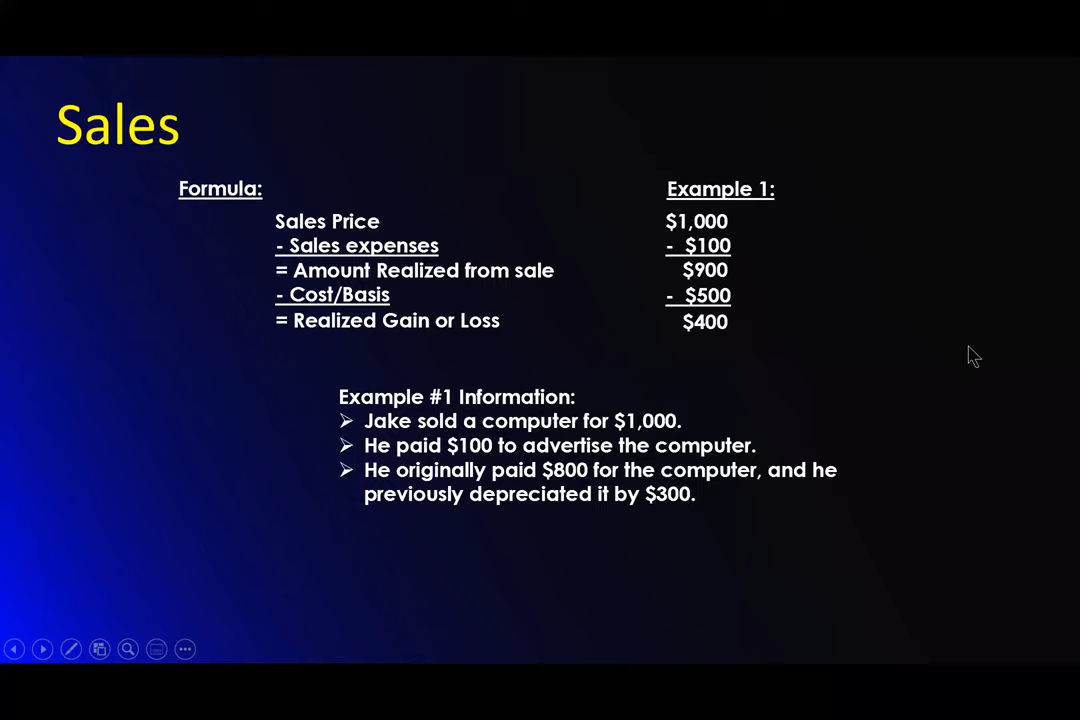 Sales
Formula:
Sales Price
- Sales expenses
= Amount Realized from sale
- Cost/Basis
= Realized Gain or Loss
Example 1:
$1,000
- $100
$900
- $500
$400
Example #1 Information:
➢ Jake sold a computer for $1,000.
➢ He paid $100 to advertise the computer.
➢ He originally paid $800 for the computer, and he
previously depreciated it by $300.